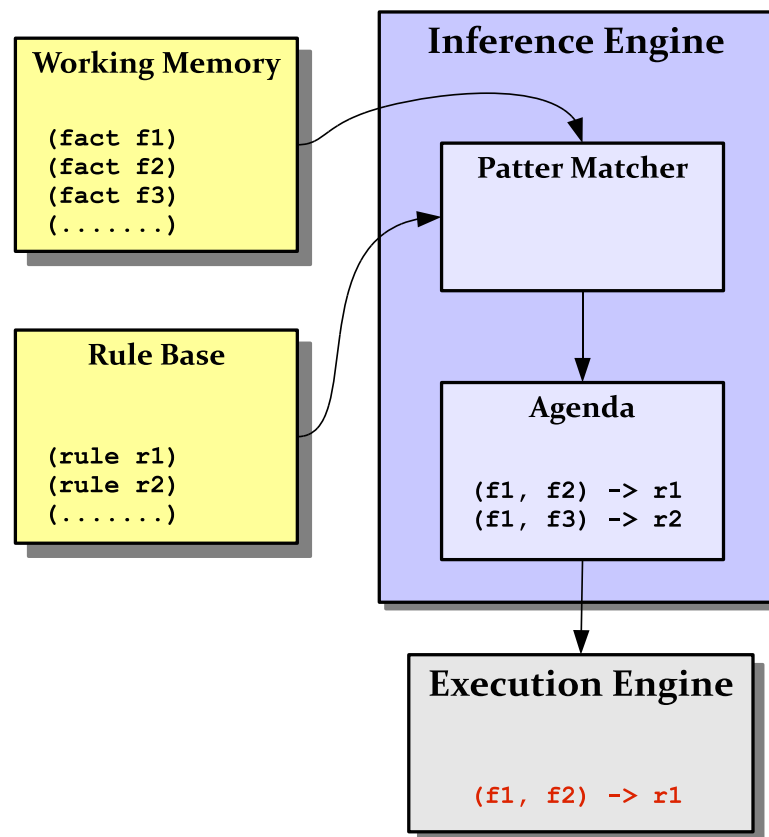 Working Memory
(fact f1)
(fact f2)
(fact f3)
(.......)
Rule Base
(rule r1)
(rule r2)
(.......)
Inference Engine
Patter Matcher
Agenda
(f1, f2) -> r1
(f1, f3) -> r2
Execution Engine
(f1, f2) -> r1